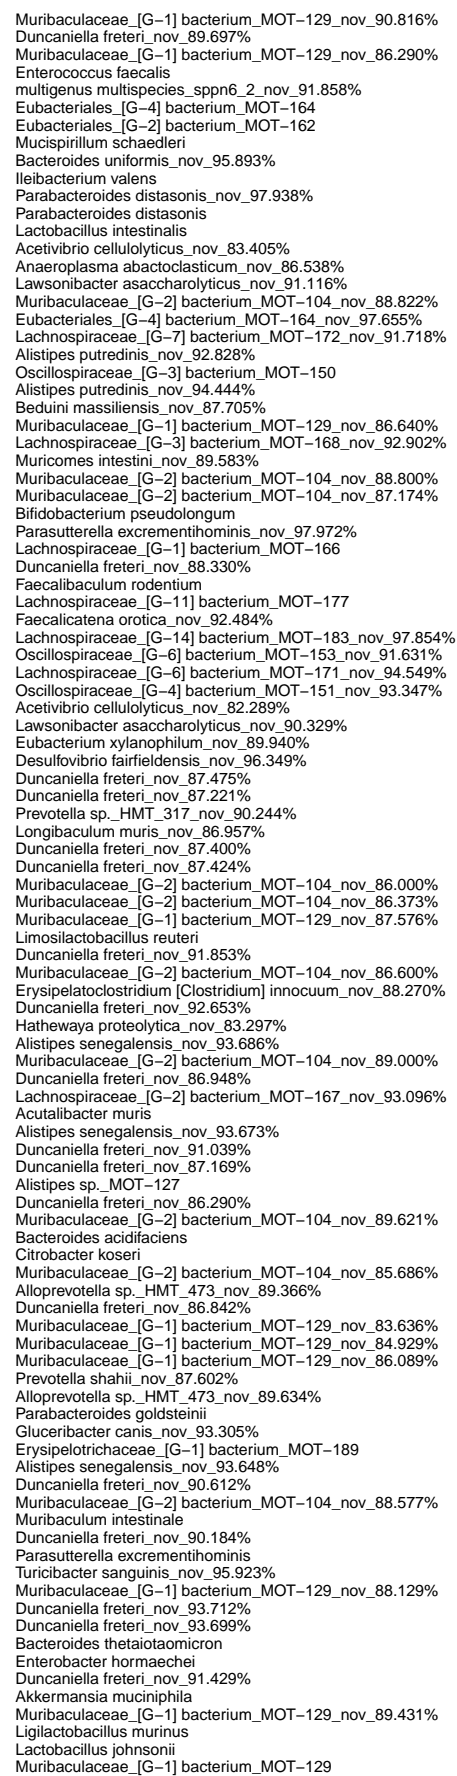 Muribaculaceae_[G−1] bacterium_MOT−129_nov_90.816%
Duncaniella freteri_nov_89.697%
Muribaculaceae_[G−1] bacterium_MOT−129_nov_86.290%
Enterococcus faecalis
multigenus multispecies_sppn6_2_nov_91.858%
Eubacteriales_[G−4] bacterium_MOT−164
Eubacteriales_[G−2] bacterium_MOT−162
Mucispirillum schaedleri
Bacteroides uniformis_nov_95.893%
Ileibacterium valens
Parabacteroides distasonis_nov_97.938%
Parabacteroides distasonis
Lactobacillus intestinalis
Acetivibrio cellulolyticus_nov_83.405%
Anaeroplasma abactoclasticum_nov_86.538%
Lawsonibacter asaccharolyticus_nov_91.116%
Muribaculaceae_[G−2] bacterium_MOT−104_nov_88.822%
Eubacteriales_[G−4] bacterium_MOT−164_nov_97.655%
Lachnospiraceae_[G−7] bacterium_MOT−172_nov_91.718%
Alistipes putredinis_nov_92.828%
Oscillospiraceae_[G−3] bacterium_MOT−150
Alistipes putredinis_nov_94.444%
Beduini massiliensis_nov_87.705%
Muribaculaceae_[G−1] bacterium_MOT−129_nov_86.640%
Lachnospiraceae_[G−3] bacterium_MOT−168_nov_92.902%
Muricomes intestini_nov_89.583%
Muribaculaceae_[G−2] bacterium_MOT−104_nov_88.800%
Muribaculaceae_[G−2] bacterium_MOT−104_nov_87.174%
Bifidobacterium pseudolongum
Parasutterella excrementihominis_nov_97.972%
Lachnospiraceae_[G−1] bacterium_MOT−166
Duncaniella freteri_nov_88.330%
Faecalibaculum rodentium
Lachnospiraceae_[G−11] bacterium_MOT−177
Faecalicatena orotica_nov_92.484%
Lachnospiraceae_[G−14] bacterium_MOT−183_nov_97.854%
Oscillospiraceae_[G−6] bacterium_MOT−153_nov_91.631%
Lachnospiraceae_[G−6] bacterium_MOT−171_nov_94.549%
Oscillospiraceae_[G−4] bacterium_MOT−151_nov_93.347%
Acetivibrio cellulolyticus_nov_82.289%
Lawsonibacter asaccharolyticus_nov_90.329%
Eubacterium xylanophilum_nov_89.940%
Desulfovibrio fairfieldensis_nov_96.349%
Duncaniella freteri_nov_87.475%
Duncaniella freteri_nov_87.221%
Prevotella sp._HMT_317_nov_90.244%
Longibaculum muris_nov_86.957%
Duncaniella freteri_nov_87.400%
Duncaniella freteri_nov_87.424%
Muribaculaceae_[G−2] bacterium_MOT−104_nov_86.000%
Muribaculaceae_[G−2] bacterium_MOT−104_nov_86.373%
Muribaculaceae_[G−1] bacterium_MOT−129_nov_87.576%
Limosilactobacillus reuteri
Duncaniella freteri_nov_91.853%
Muribaculaceae_[G−2] bacterium_MOT−104_nov_86.600%
Erysipelatoclostridium [Clostridium] innocuum_nov_88.270%
Duncaniella freteri_nov_92.653%
Hathewaya proteolytica_nov_83.297%
Alistipes senegalensis_nov_93.686%
Muribaculaceae_[G−2] bacterium_MOT−104_nov_89.000%
Duncaniella freteri_nov_86.948%
Lachnospiraceae_[G−2] bacterium_MOT−167_nov_93.096%
Acutalibacter muris
Alistipes senegalensis_nov_93.673%
Duncaniella freteri_nov_91.039%
Duncaniella freteri_nov_87.169%
Alistipes sp._MOT−127
Duncaniella freteri_nov_86.290%
Muribaculaceae_[G−2] bacterium_MOT−104_nov_89.621%
Bacteroides acidifaciens
Citrobacter koseri
Muribaculaceae_[G−2] bacterium_MOT−104_nov_85.686%
Alloprevotella sp._HMT_473_nov_89.366%
Duncaniella freteri_nov_86.842%
Muribaculaceae_[G−1] bacterium_MOT−129_nov_83.636%
Muribaculaceae_[G−1] bacterium_MOT−129_nov_84.929%
Muribaculaceae_[G−1] bacterium_MOT−129_nov_86.089%
Prevotella shahii_nov_87.602%
Alloprevotella sp._HMT_473_nov_89.634%
Parabacteroides goldsteinii
Gluceribacter canis_nov_93.305%
Erysipelotrichaceae_[G−1] bacterium_MOT−189
Alistipes senegalensis_nov_93.648%
Duncaniella freteri_nov_90.612%
Muribaculaceae_[G−2] bacterium_MOT−104_nov_88.577%
Muribaculum intestinale
Duncaniella freteri_nov_90.184%
Parasutterella excrementihominis
Turicibacter sanguinis_nov_95.923%
Muribaculaceae_[G−1] bacterium_MOT−129_nov_88.129%
Duncaniella freteri_nov_93.712%
Duncaniella freteri_nov_93.699%
Bacteroides thetaiotaomicron
Enterobacter hormaechei
Duncaniella freteri_nov_91.429%
Akkermansia muciniphila
Muribaculaceae_[G−1] bacterium_MOT−129_nov_89.431%
Ligilactobacillus murinus
Lactobacillus johnsonii
Muribaculaceae_[G−1] bacterium_MOT−129